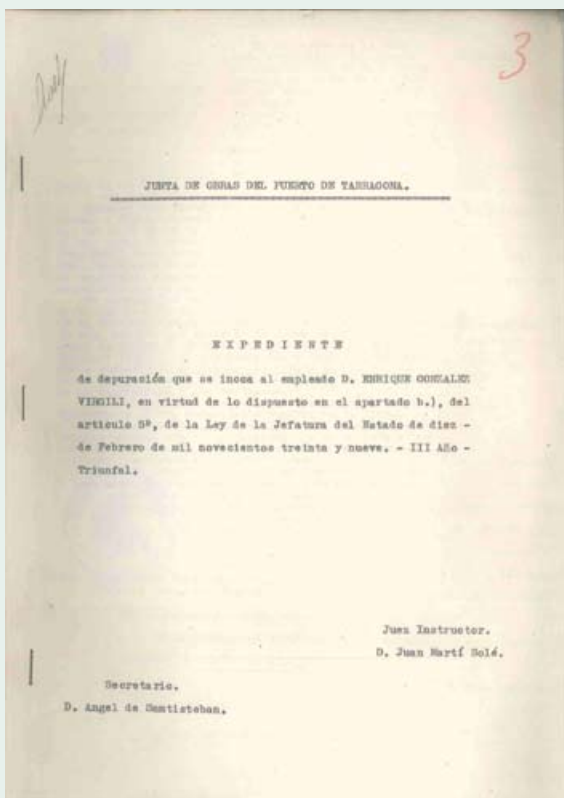 3
JUNTA DE OBRAS DEL PUERTO DE TARRAGONA.
EXPEDIENTE
de depuración que se incoa al empleado D. ENRIQUE GONZALEZ
VIRGILI, en virtud de lo dispuesto en el apartado b.), del
artículo 5º, de la Ley de la Jefatura del Estado de diez -
de Febrero de mil novecientos treinta y nueve. - III Año -
Triunfal.
Juez Instructor.
D. Juan Martí Solé.
Secretario.
D. Angel de Santisteban.